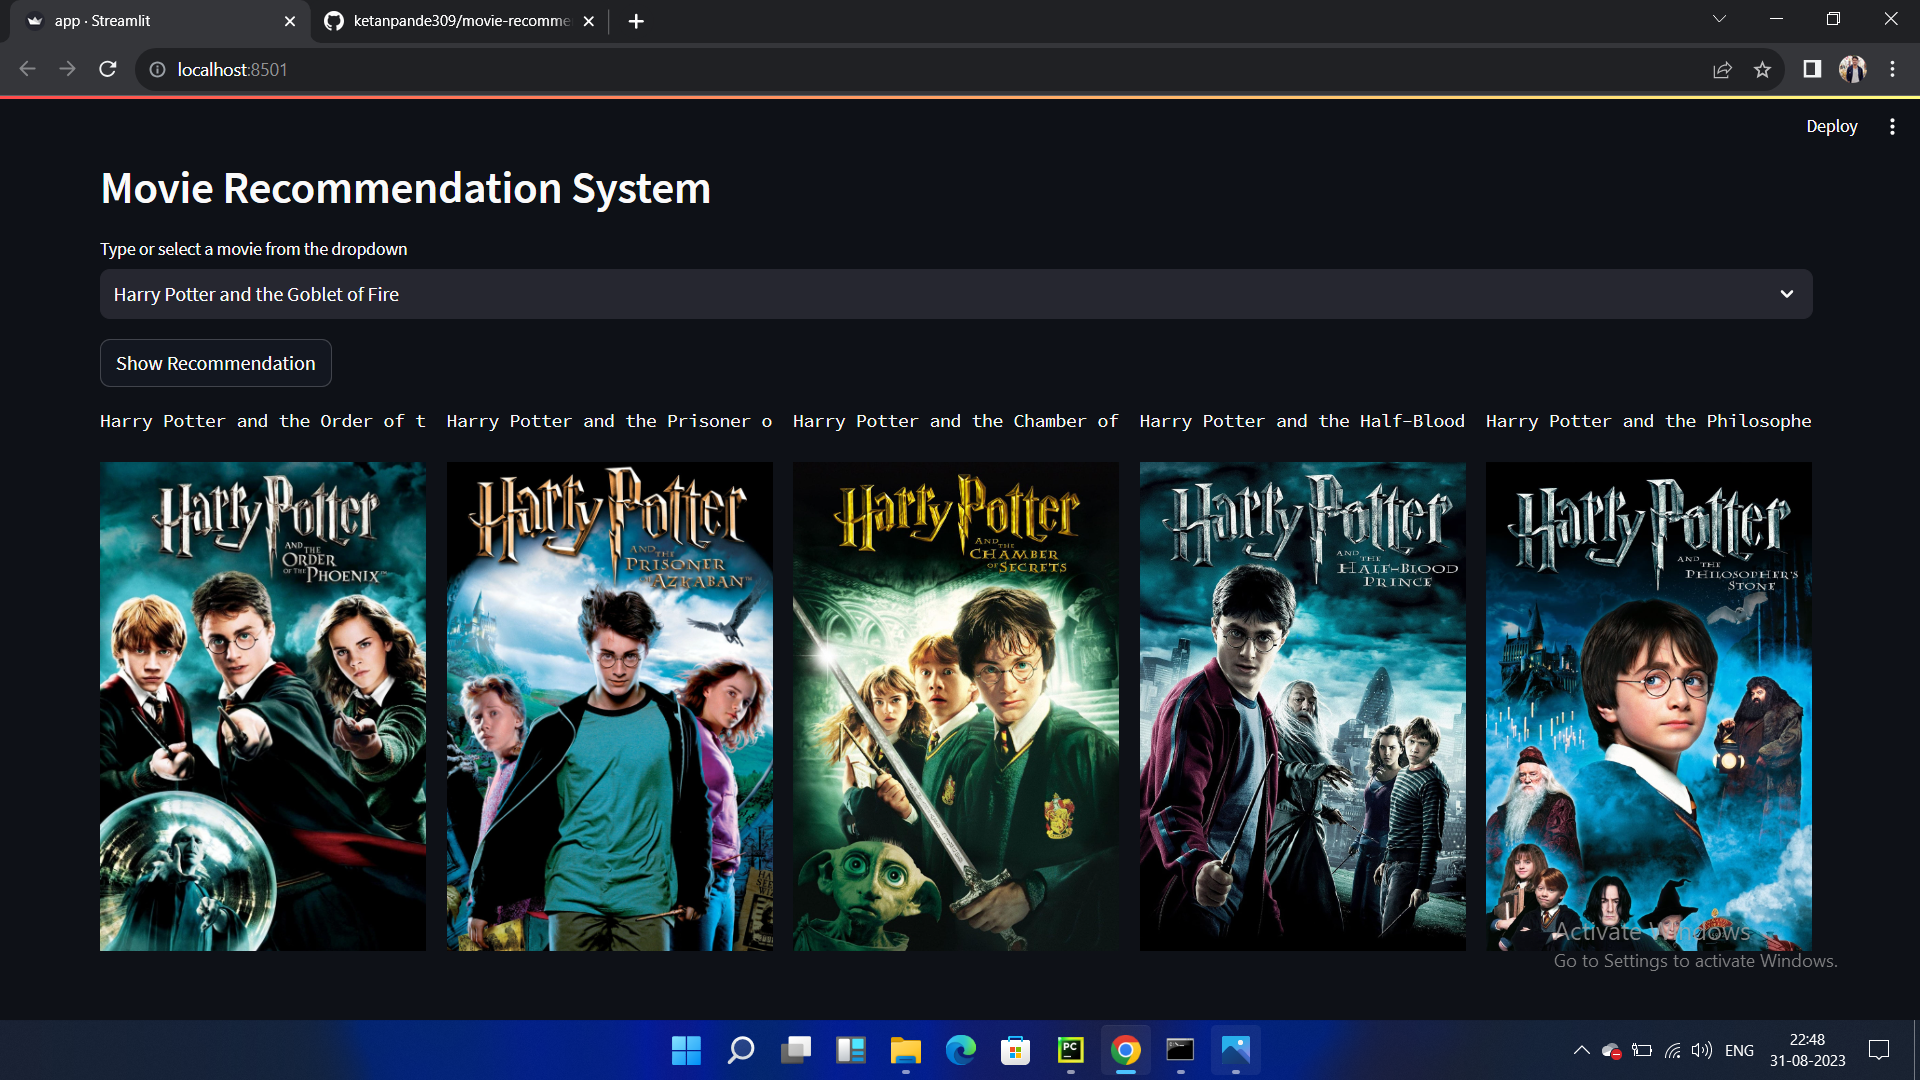 app · Streamlit
ketanpande309/movie-recomme
localhost:8501
Deploy
Movie Recommendation System
Type or select a movie from the dropdown
Harry Potter and the Goblet of Fire
Show Recommendation
Harry Potter and the Order of t
Harry Potter and the Prisoner o
Harry Potter and the Chamber of
Harry Potter and the Half-Blood
Harry Potter and the Philosophe
Harry Potter
AND THE
ORDER
OF THE PHOENIX™
Harry Potter
AND THE
PRISONER
OF AZKABAN™
Harry Potter
AND THE
CHAMBER
OF SECRETS
Harry Potter
AND THE
HALF-BLOOD
PRINCE
Harry Potter
AND THE
PHILOSOPHER'S
STONE
Activate Windows
Go to Settings to activate Windows.
PC
ENG
22:48
31-08-2023